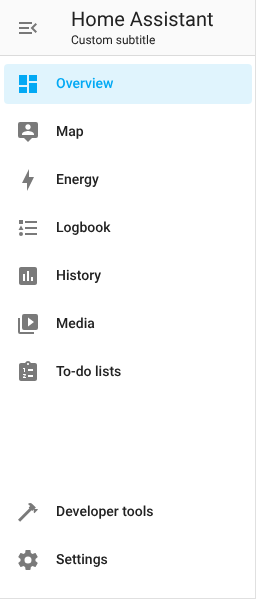 Home Assistant
Custom subtitle
Overview
Map
Energy
Logbook
History
Media
To-do lists
Developer tools
Settings